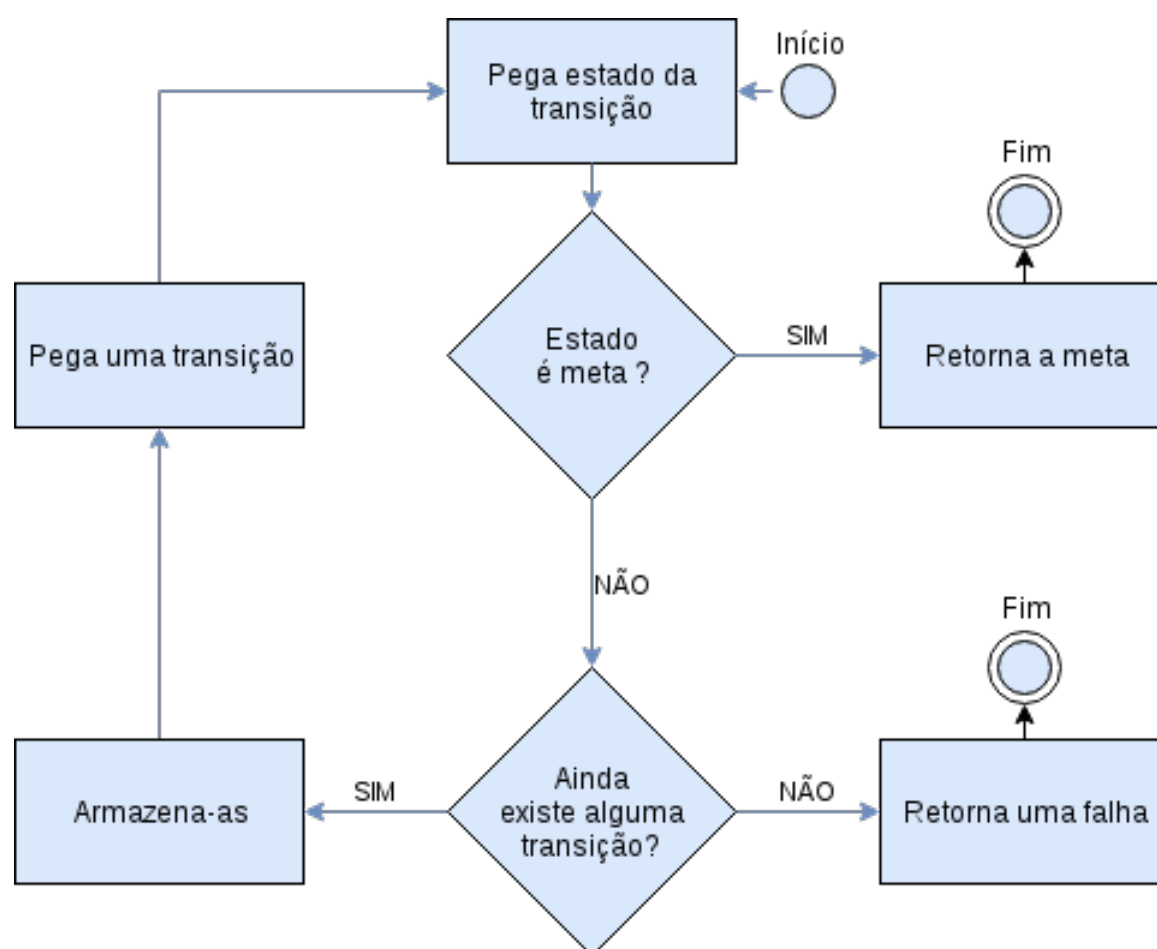 Início
Pega estado da
transição
Fim
Estado
é meta ?
SIM
Retorna a meta
Pega uma transição
NÃO
Fim
Ainda
existe alguma
transição?
SIM
Armazena-as
NÃO
Retorna uma falha